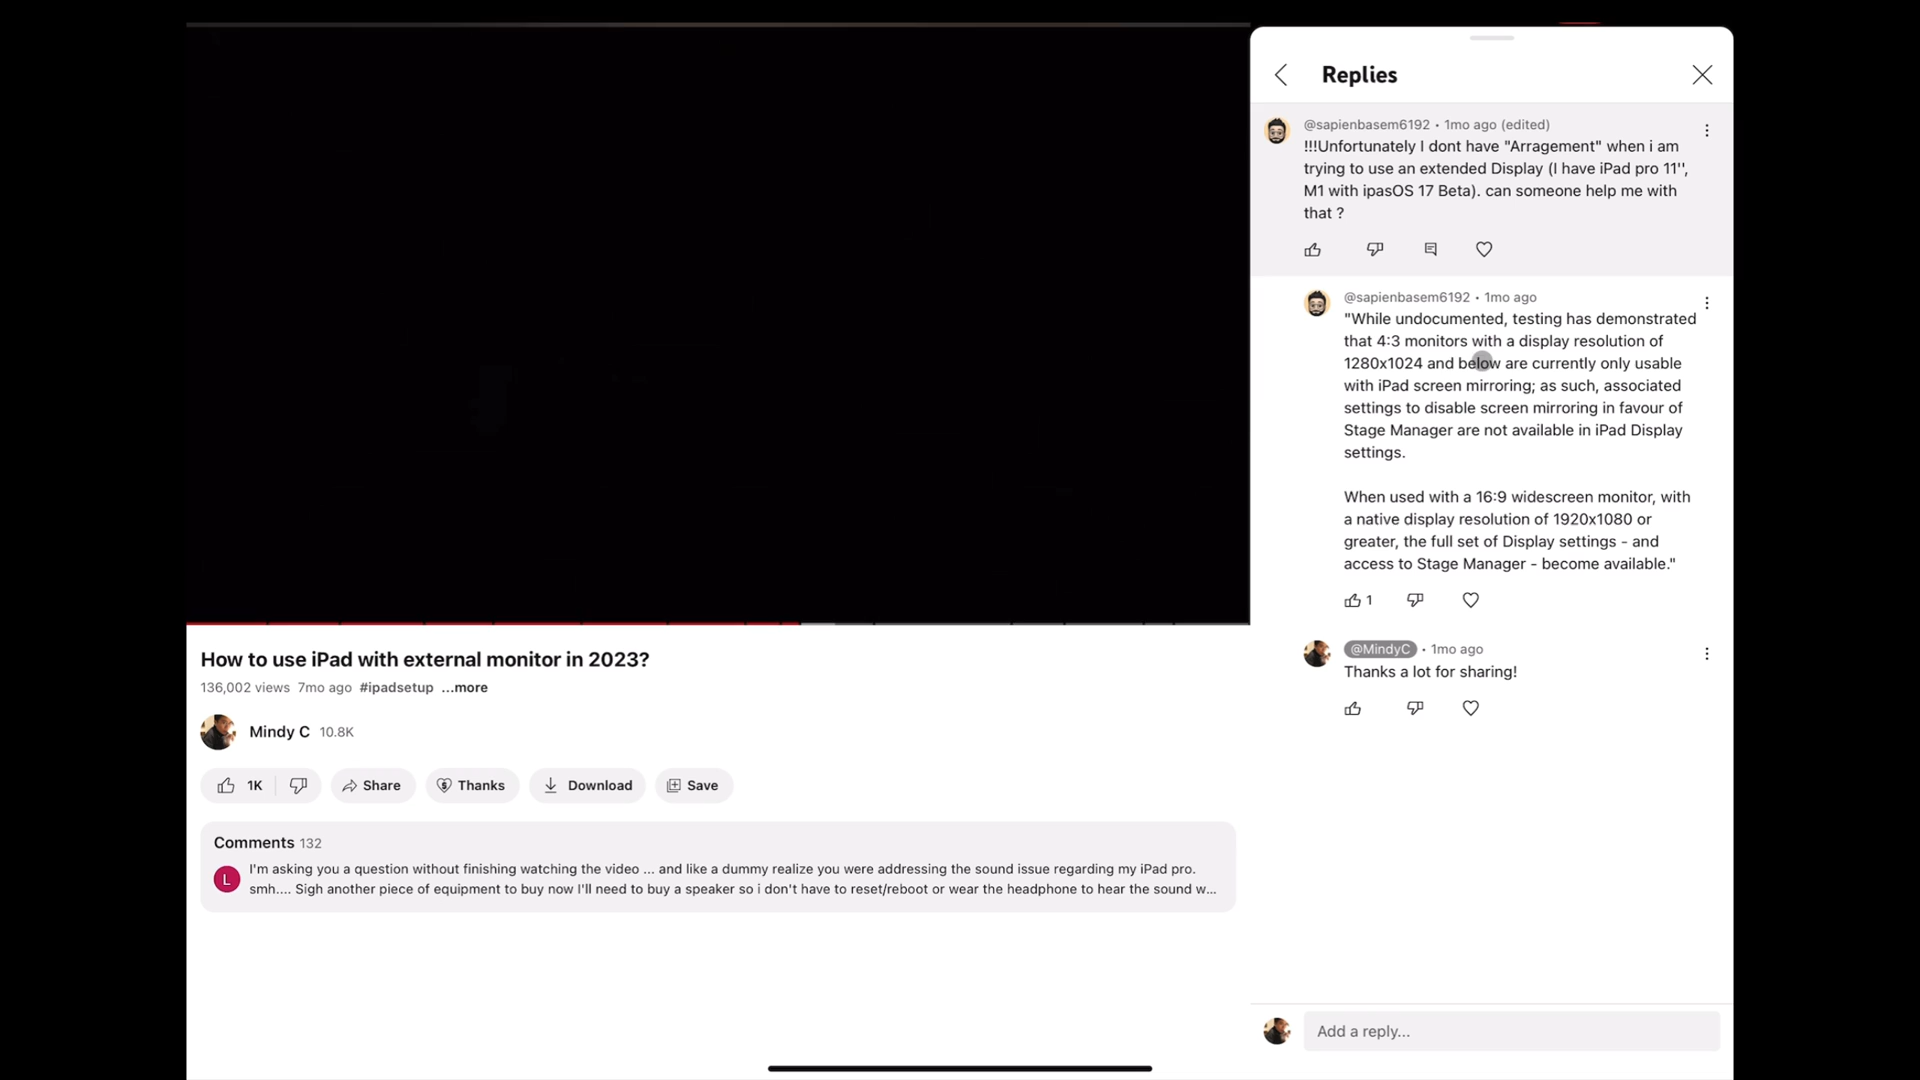 Replies
@sapienbasem6192 • 1mo ago (edited)
!!!Unfortunately I dont have "Arragement" when i am
trying to use an extended Display (I have iPad pro 11'',
M1 with ipasOS 17 Beta). can someone help me with
that ?
@sapienbasem6192 • 1mo ago
"While undocumented, testing has demonstrated
that 4:3 monitors with a display resolution of
1280x1024 and below are currently only usable
with iPad screen mirroring; as such, associated
settings to disable screen mirroring in favour of
Stage Manager are not available in iPad Display
settings.
When used with a 16:9 widescreen monitor, with
a native display resolution of 1920x1080 or
greater, the full set of Display settings - and
access to Stage Manager - become available."
1
@MindyC • 1mo ago
Thanks a lot for sharing!
Add a reply...
How to use iPad with external monitor in 2023?
136,002 views 7mo ago #ipadsetup ...more
Mindy C 10.8K
1K Share Thanks Download Save
Comments 132
L
I'm asking you a question without finishing watching the video ... and like a dummy realize you were addressing the sound issue regarding my iPad pro.
smh.... Sigh another piece of equipment to buy now I'll need to buy a speaker so i don't have to reset/reboot or wear the headphone to hear the sound w...